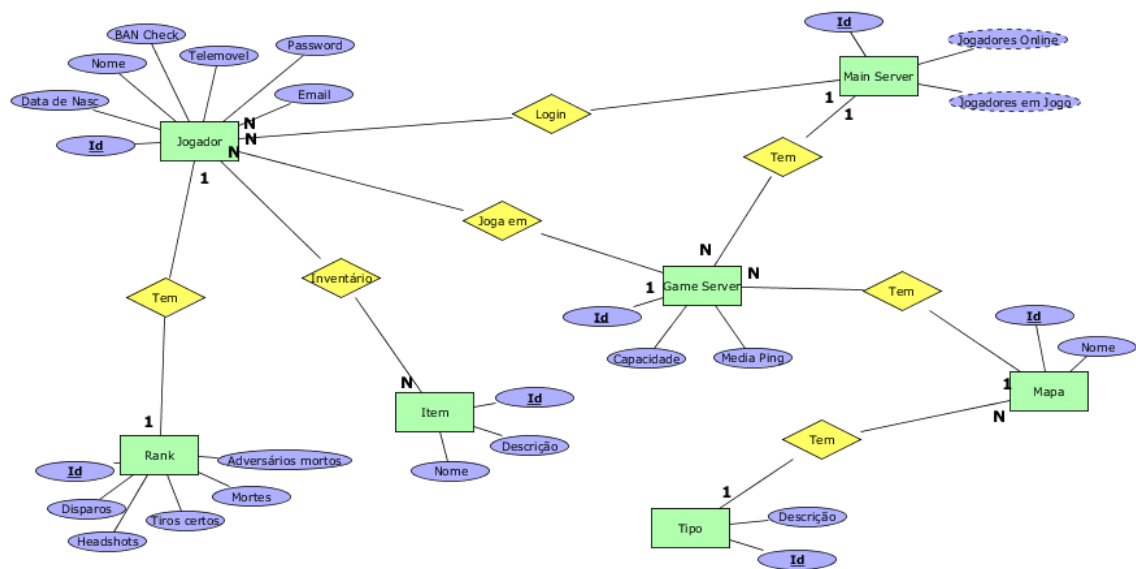 BAN Check
Nome
Telemovel
Password
Data de Nasc
Email
Id
Jogador
N
N
N
1
Login
Id
Jogadores Online
Main Server
Jogadores em Jogo
1
1
Tem
Joga em
N
N
Game Server
1
Id
Capacidade
Media Ping
Tem
Id
Nome
1
Mapa
N
Tem
Inventário
N
Item
Id
Descrição
Nome
Tem
1
Rank
Id
Adversários mortos
Disparos
Mortes
Headshots
Tiros certos
1
Tipo
Descrição
Id